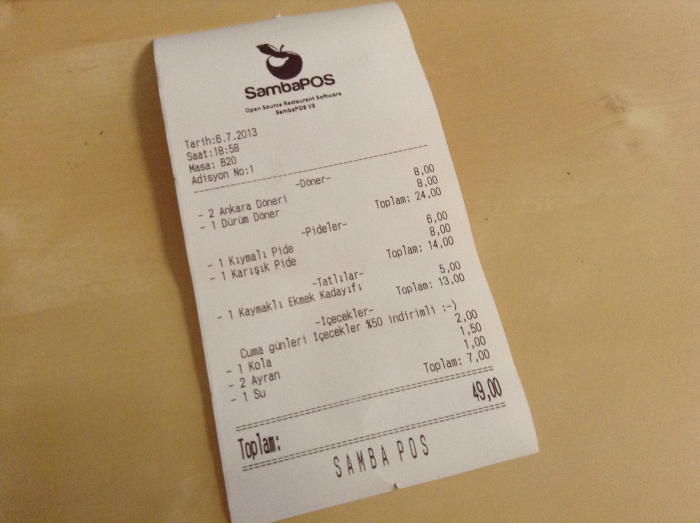 SambaPOS
Open Source Restaurant Software
SambaPOS V3
Tarih:6.7.2013
Saat:18:58
Masa: B20
Adisyon No:1
-Döner-
- 2 Ankara Döneri 8,00
- 1 Dürüm Döner 8,00
Toplam: 24,00
-Pideler-
- 1 Kıymalı Pide 6,00
- 1 Karışık Pide 8,00
Toplam: 14,00
-Tatlılar-
- 1 Kaymaklı Ekmek Kadayıfı 5,00
Toplam: 13,00
-İçecekler-
Cuma günleri İçecekler %50 indirimli :-)
- 1 Kola 2,00
- 2 Ayran 1,50
- 1 Su 1,00
Toplam: 7,00
Toplam: 49,00
SAMBA POS